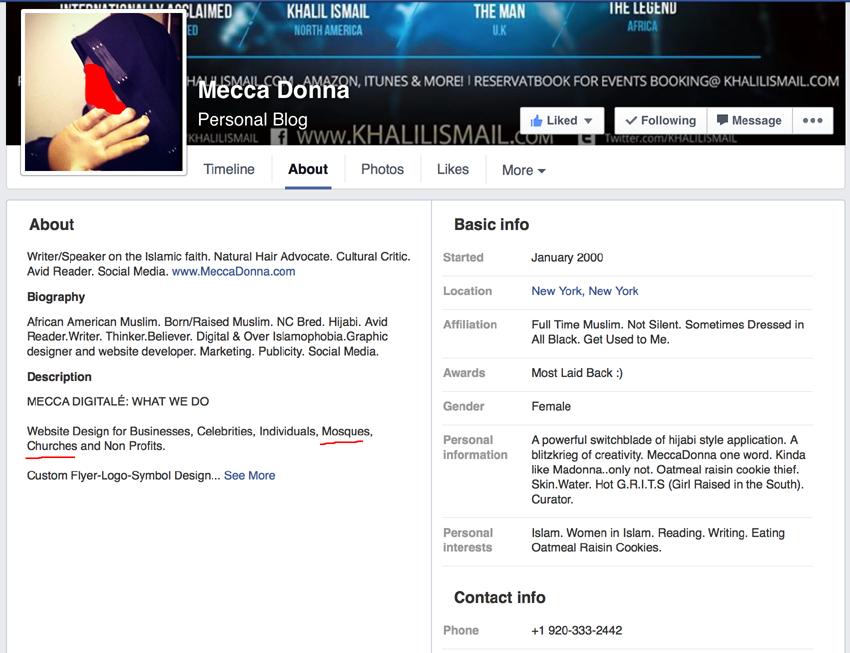 INTERNATIONALLY ACCLAIMED
KHALIL ISMAIL
THE MAN
THE LEGEND
NORTH AMERICA
U.K
AFRICA
KHALILISMAIL.COM, AMAZON, ITUNES & MORE! | RESERVATBOOK FOR EVENTS BOOKING@ KHALILISMAIL.COM
Mecca Donna
Personal Blog
Liked
Following
Message
KHALILISMAIL
WWW.KHALILISMAIL.COM
Twitter.com/KHALILISMAIL
Timeline
About
Photos
Likes
More
About
Writer/Speaker on the Islamic faith. Natural Hair Advocate. Cultural Critic.
Avid Reader. Social Media. www.MeccaDonna.com
Biography
African American Muslim. Born/Raised Muslim. NC Bred. Hijabi. Avid
Reader.Writer. Thinker.Believer. Digital & Over Islamophobia.Graphic
designer and website developer. Marketing. Publicity. Social Media.
Description
MECCA DIGITALÉ: WHAT WE DO
Website Design for Businesses, Celebrities, Individuals, Mosques,
Churches and Non Profits.
Custom Flyer-Logo-Symbol Design... See More
Basic info
Started January 2000
Location New York, New York
Affiliation Full Time Muslim. Not Silent. Sometimes Dressed in
All Black. Get Used to Me.
Awards Most Laid Back :)
Gender Female
Personal A powerful switchblade of hijabi style application. A
information blitzkrieg of creativity. MeccaDonna one word. Kinda
like Madonna..only not. Oatmeal raisin cookie thief.
Skin.Water. Hot G.R.I.T.S (Girl Raised in the South).
Curator.
Personal Islam. Women in Islam. Reading. Writing. Eating
interests Oatmeal Raisin Cookies.
Contact info
Phone +1 920-333-2442